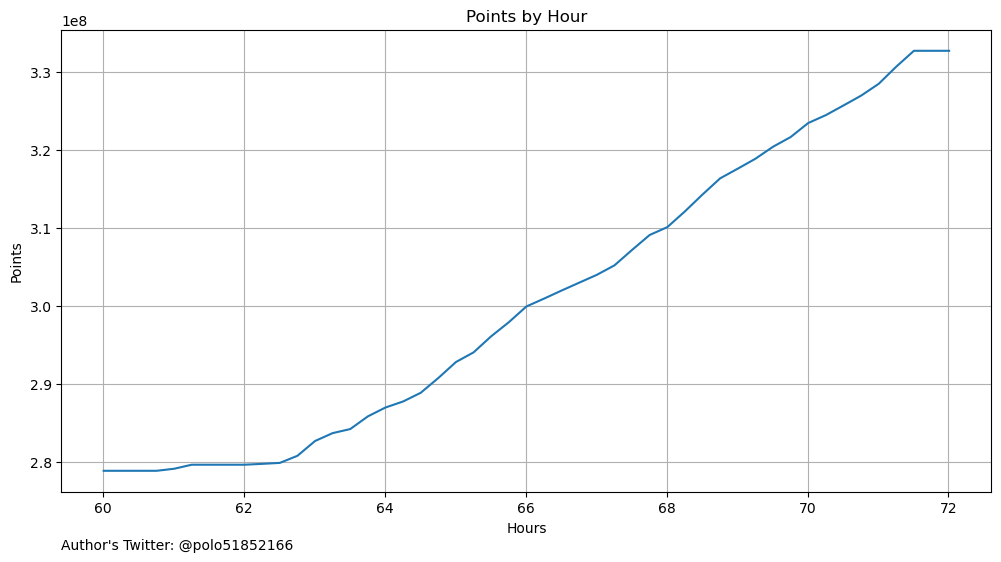 Points by Hour
1e8
3.3
3.2
3.1
3.0
2.9
2.8
Points
60 62 64 66 68 70 72
Hours
Author's Twitter: @polo51852166